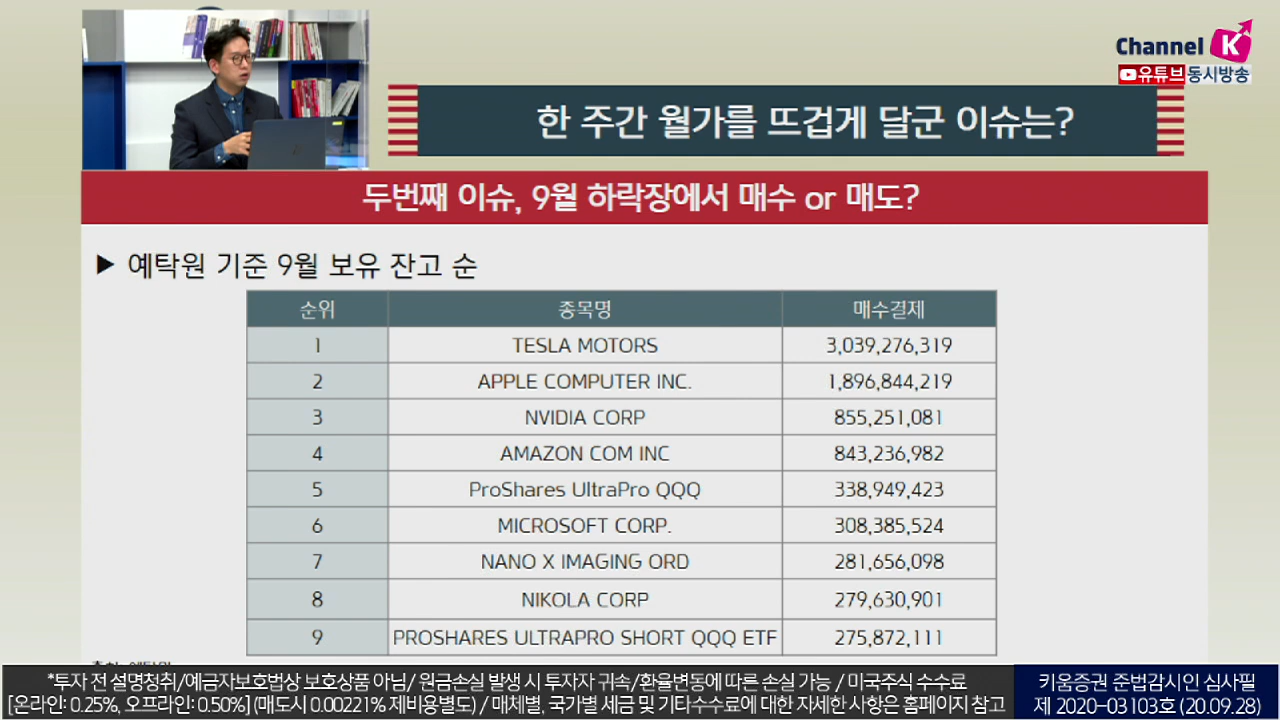 Channel K
유튜브 동시방송
한 주간 월가를 뜨겁게 달군 이슈는?
두번째 이슈, 9월 하락장에서 매수 or 매도?
▶ 예탁원 기준 9월 보유 잔고 순
순위 종목명 매수결제
1 TESLA MOTORS 3,039,276,319
2 APPLE COMPUTER INC. 1,896,844,219
3 NVIDIA CORP 855,251,081
4 AMAZON COM INC 843,236,982
5 ProShares UltraPro QQQ 338,949,423
6 MICROSOFT CORP. 308,385,524
7 NANO X IMAGING ORD 281,656,098
8 NIKOLA CORP 279,630,901
9 PROSHARES ULTRAPRO SHORT QQQ ETF 275,872,111
*투자 전 설명청취/예금자보호법상 보호상품 아님/ 원금손실 발생 시 투자자 귀속/환율변동에 따른 손실 가능 / 미국주식 수수료
[온라인: 0.25%, 오프라인: 0.50%] (매도시 0.00221% 제비용별도) / 매체별, 국가별 세금 및 기타수수료에 대한 자세한 사항은 홈페이지 참고
키움증권 준법감시인 심사필
제 2020-03103호 (20.09.28)